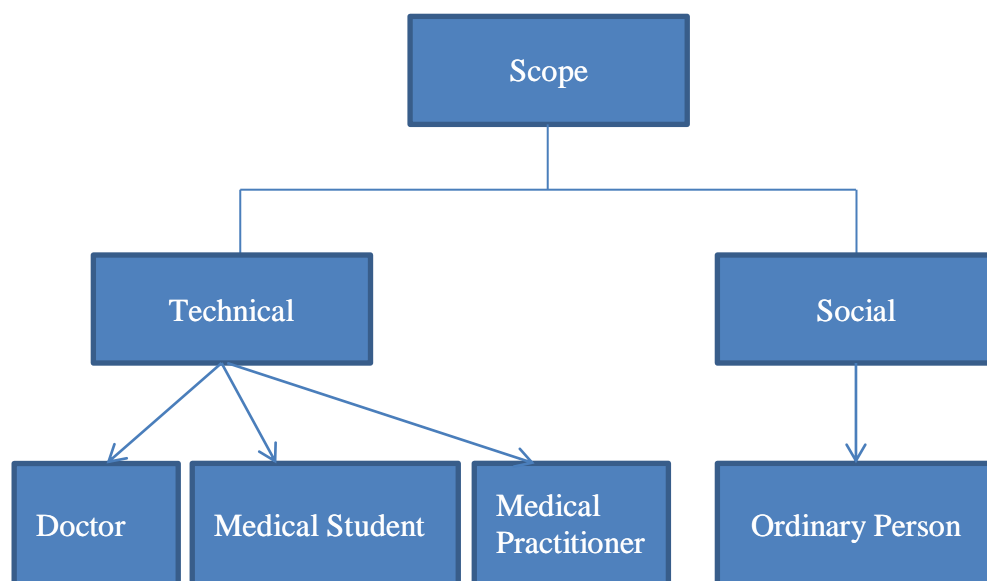 Scope
Technical
Social
Doctor
Medical Student
Medical
Practitioner
Ordinary Person